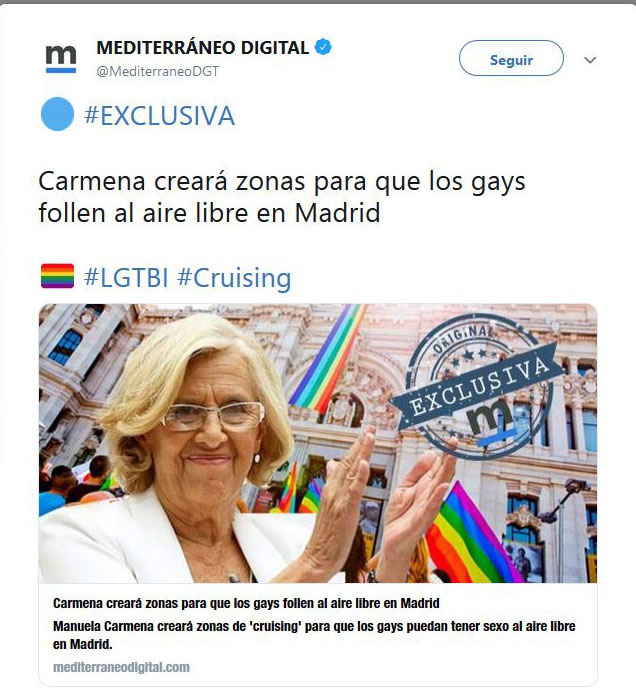 m
MEDITERRÁNEO DIGITAL
@MediterraneoDGT
Seguir
#EXCLUSIVA
Carmena creará zonas para que los gays
follen al aire libre en Madrid
#LGTBI #Cruising
ORIGINAL
EXCLUSIVA
m
Carmena creará zonas para que los gays follen al aire libre en Madrid
Manuela Carmena creará zonas de 'cruising' para que los gays puedan tener sexo al aire libre
en Madrid.
mediterraneodigital.com